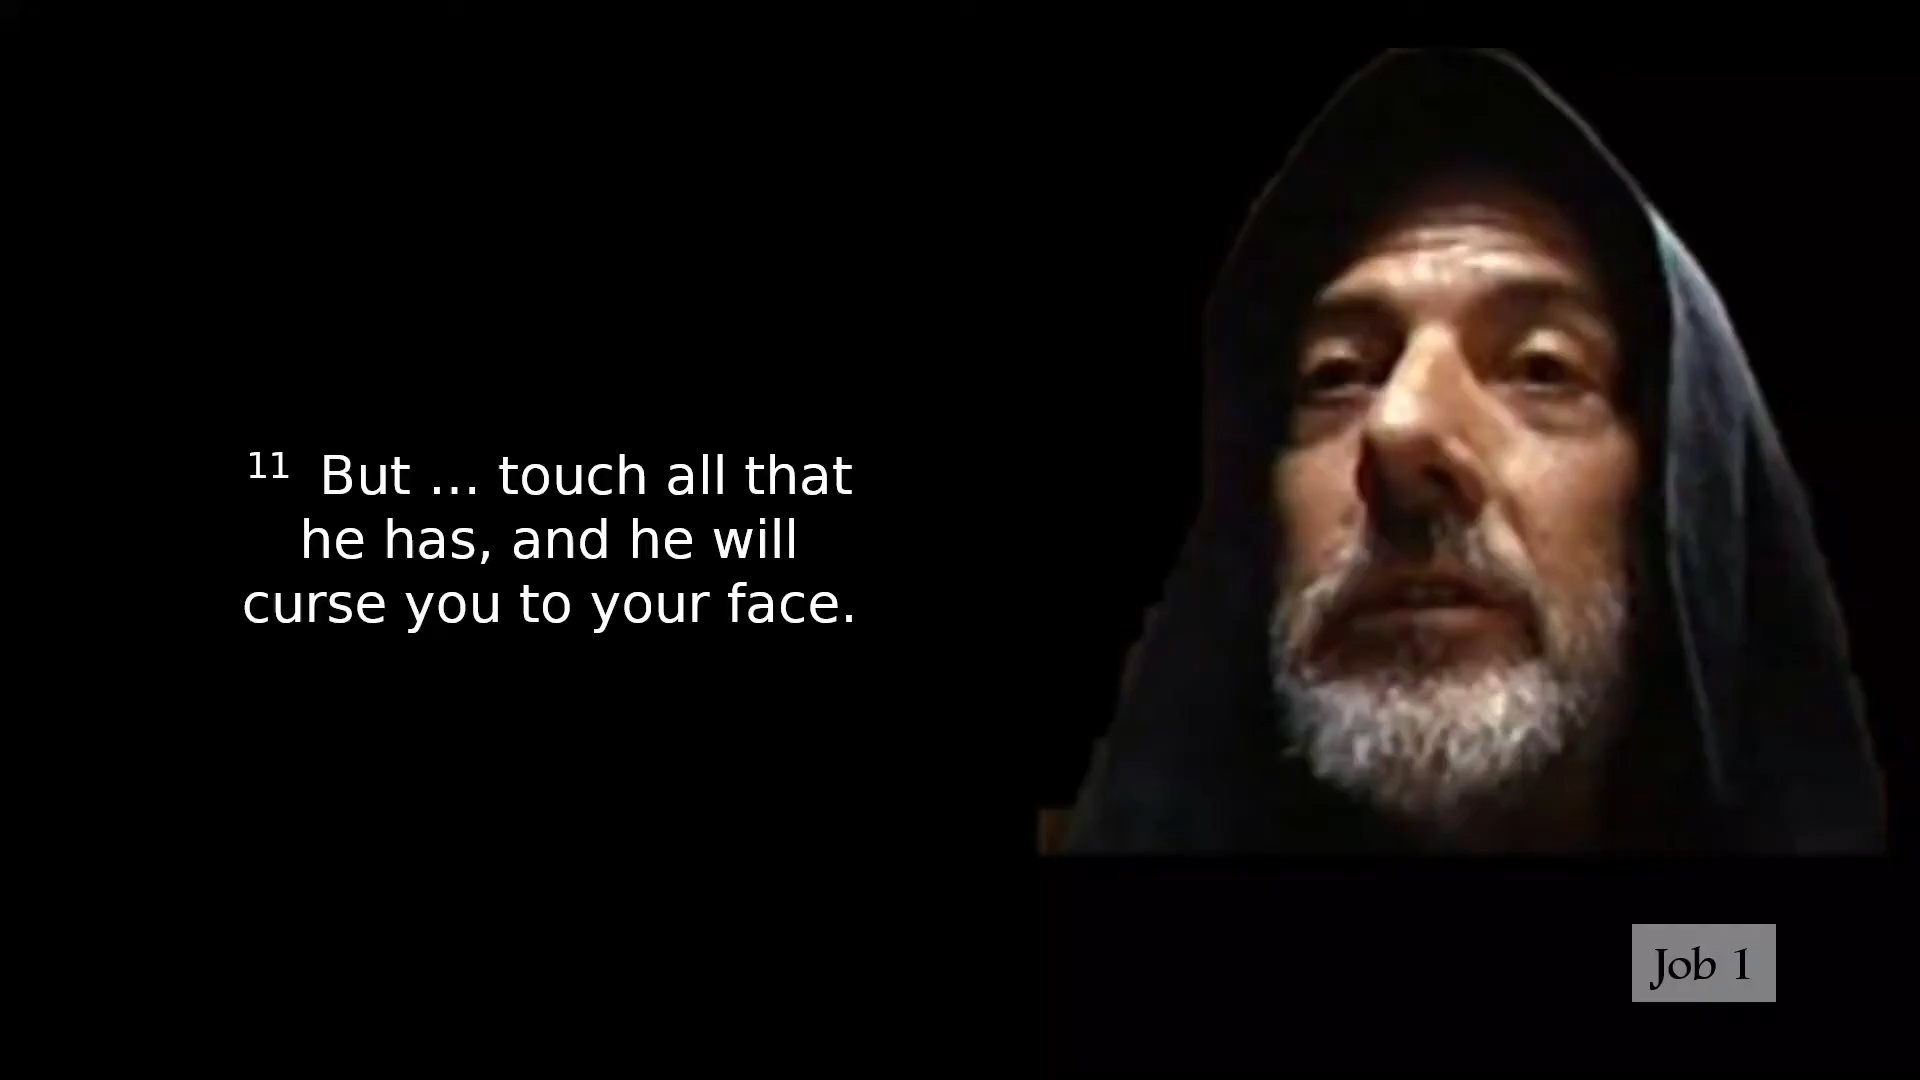 11 But ... touch all that
he has, and he will
curse you to your face.
Job 1